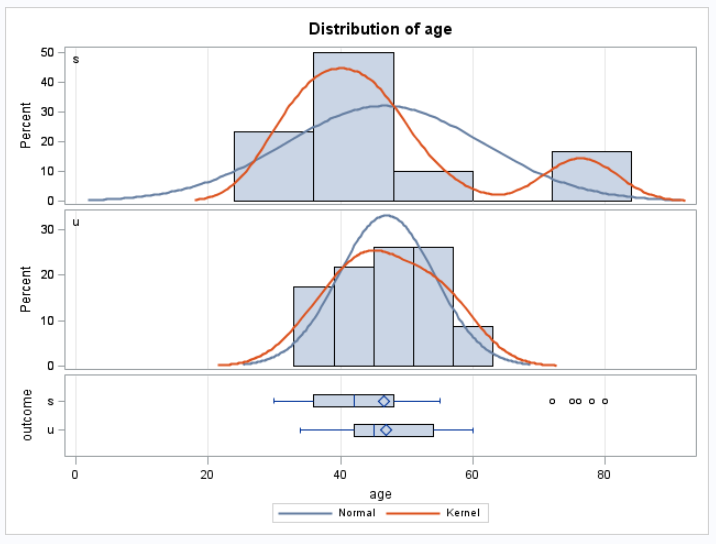 Distribution of age
s
50
40
30
20
10
0
Percent
u
30
20
10
0
Percent
outcome
s
u
0 20 40 60 80
age
Normal Kernel